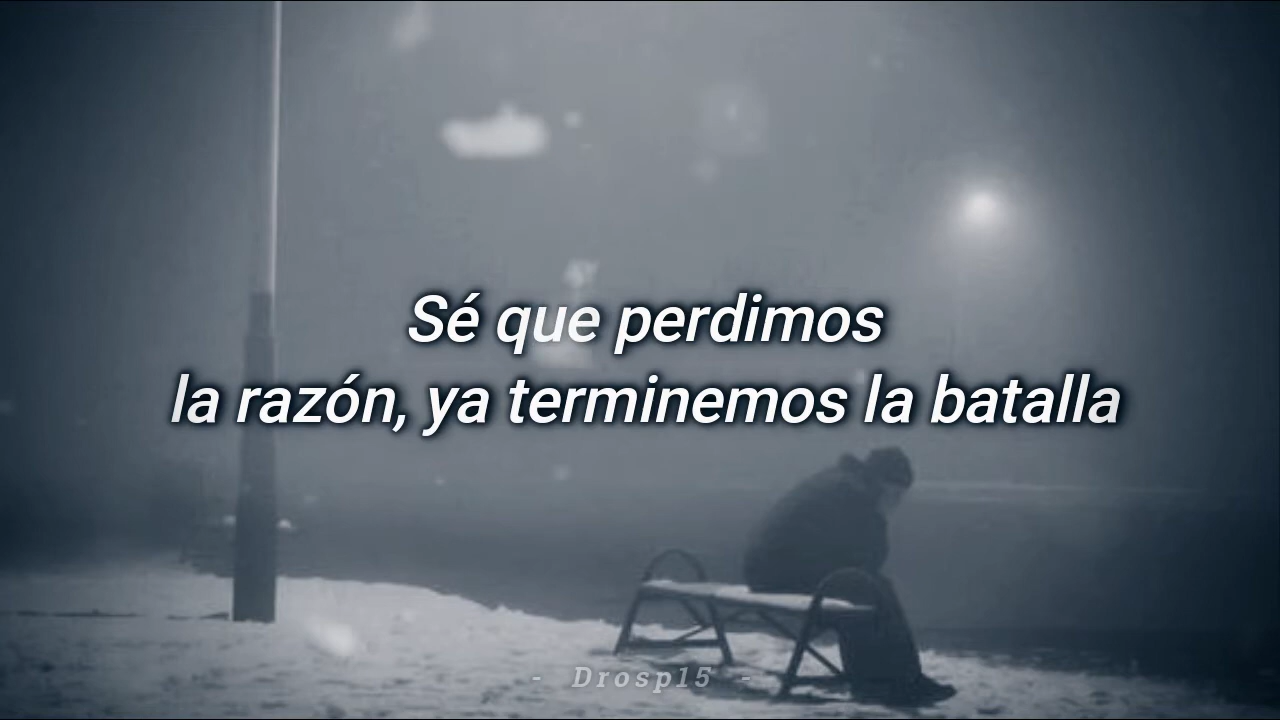 Sé que perdimos
la razón, ya terminemos la batalla
- Drosp15 -